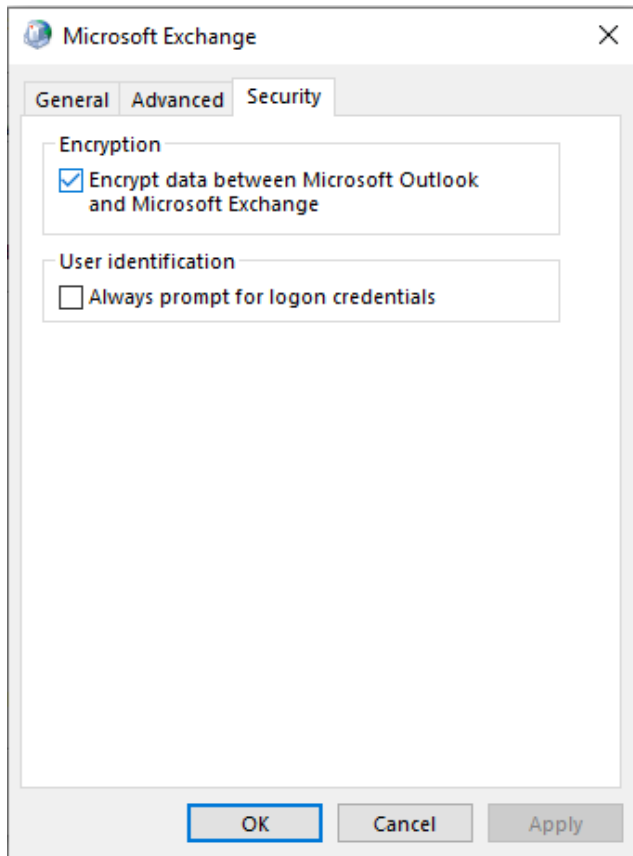 Microsoft Exchange
General
Advanced
Security
Encryption
Encrypt data between Microsoft Outlook
and Microsoft Exchange
User identification
Always prompt for logon credentials
OK
Cancel
Apply